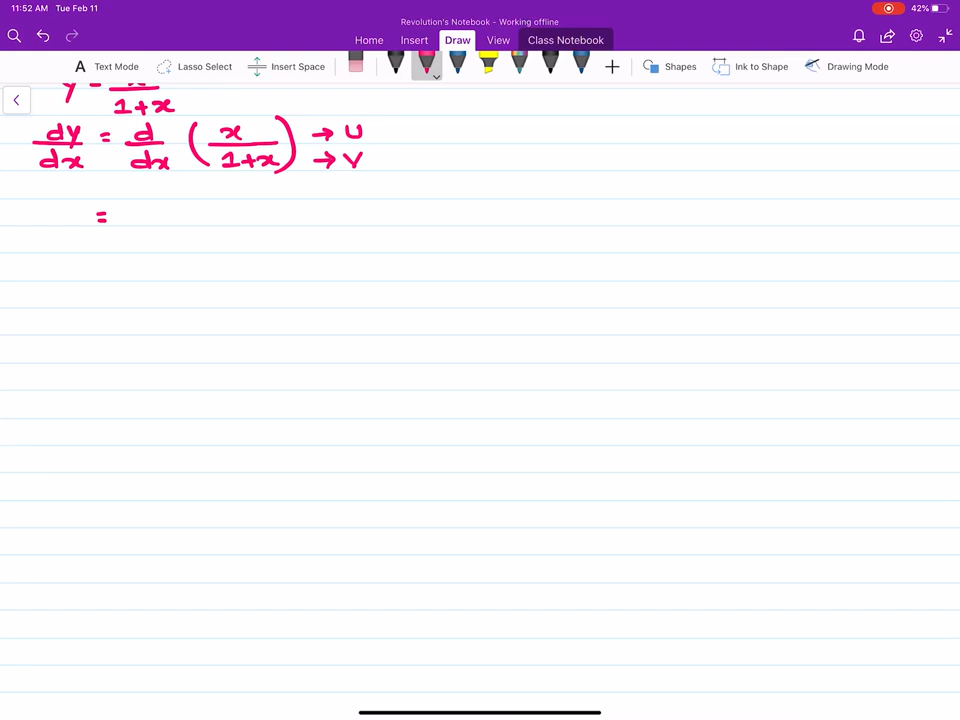 11:52 AM Tue Feb 11
42%
Revolution's Notebook - Working offline
Home Insert Draw View Class Notebook
Text Mode Lasso Select Insert Space Shapes Ink to Shape Drawing Mode
y = x/(1+x)
dy/dx = d/dx (x/(1+x)) → U → V
=